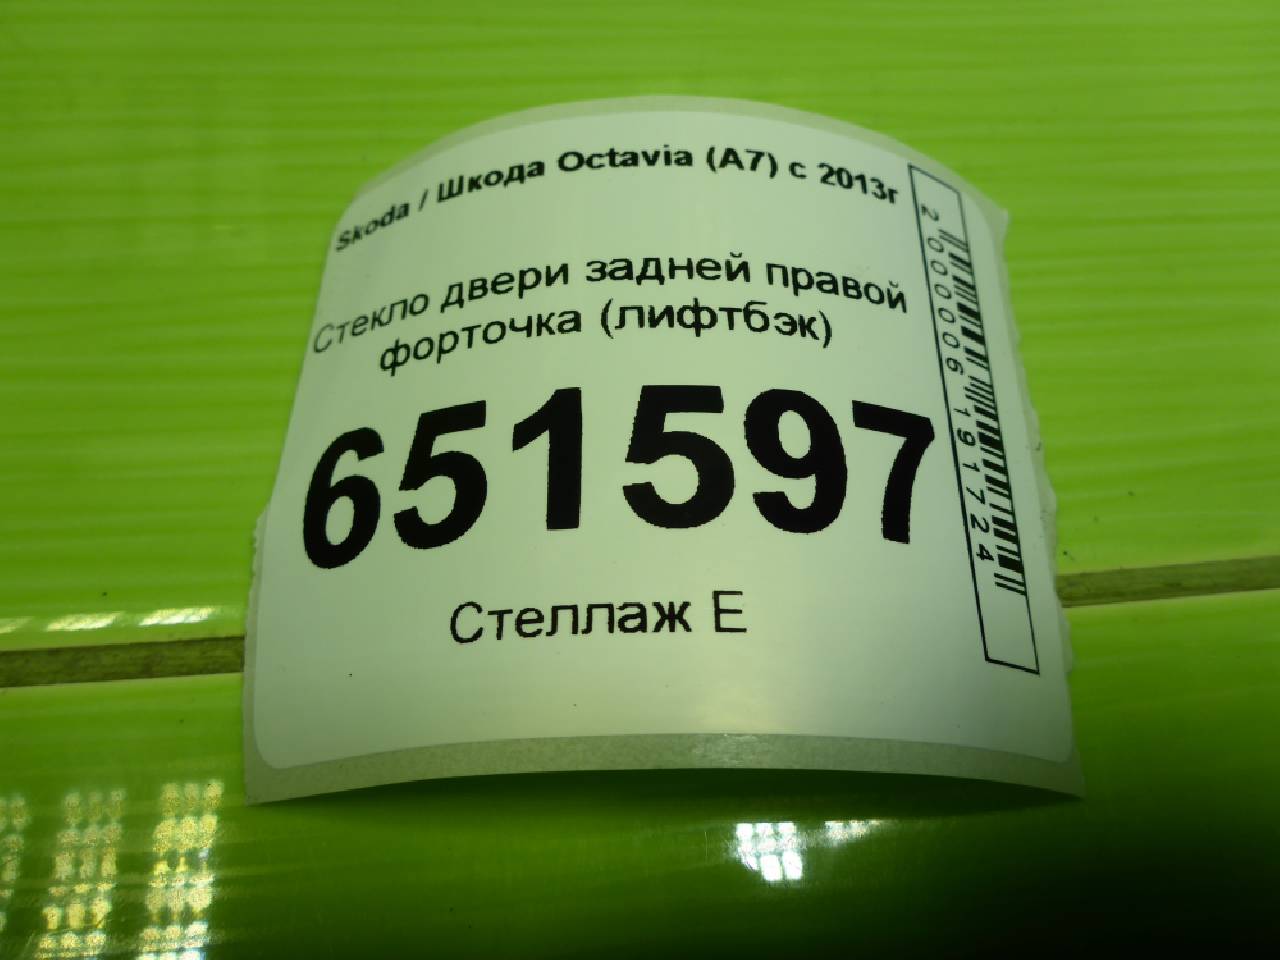 Skoda / Шкода Octavia (A7) с 2013г
Стекло двери задней правой
форточка (лифтбэк)
651597
Стеллаж Е
2000006191724